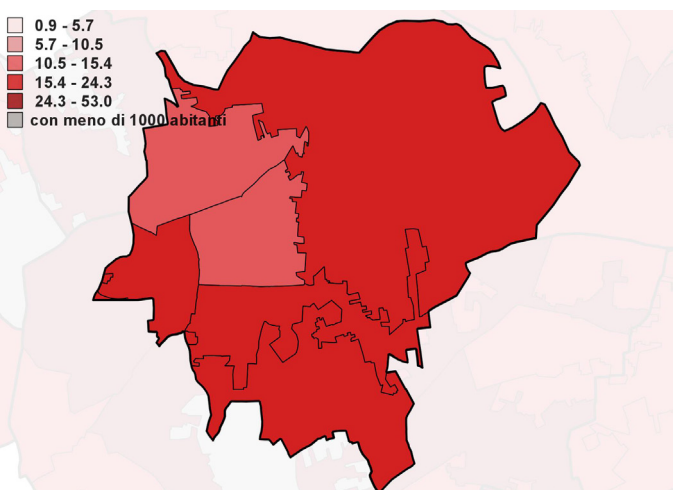 0.9 - 5.7
5.7 - 10.5
10.5 - 15.4
15.4 - 24.3
24.3 - 53.0
con meno di 1000 abitanti